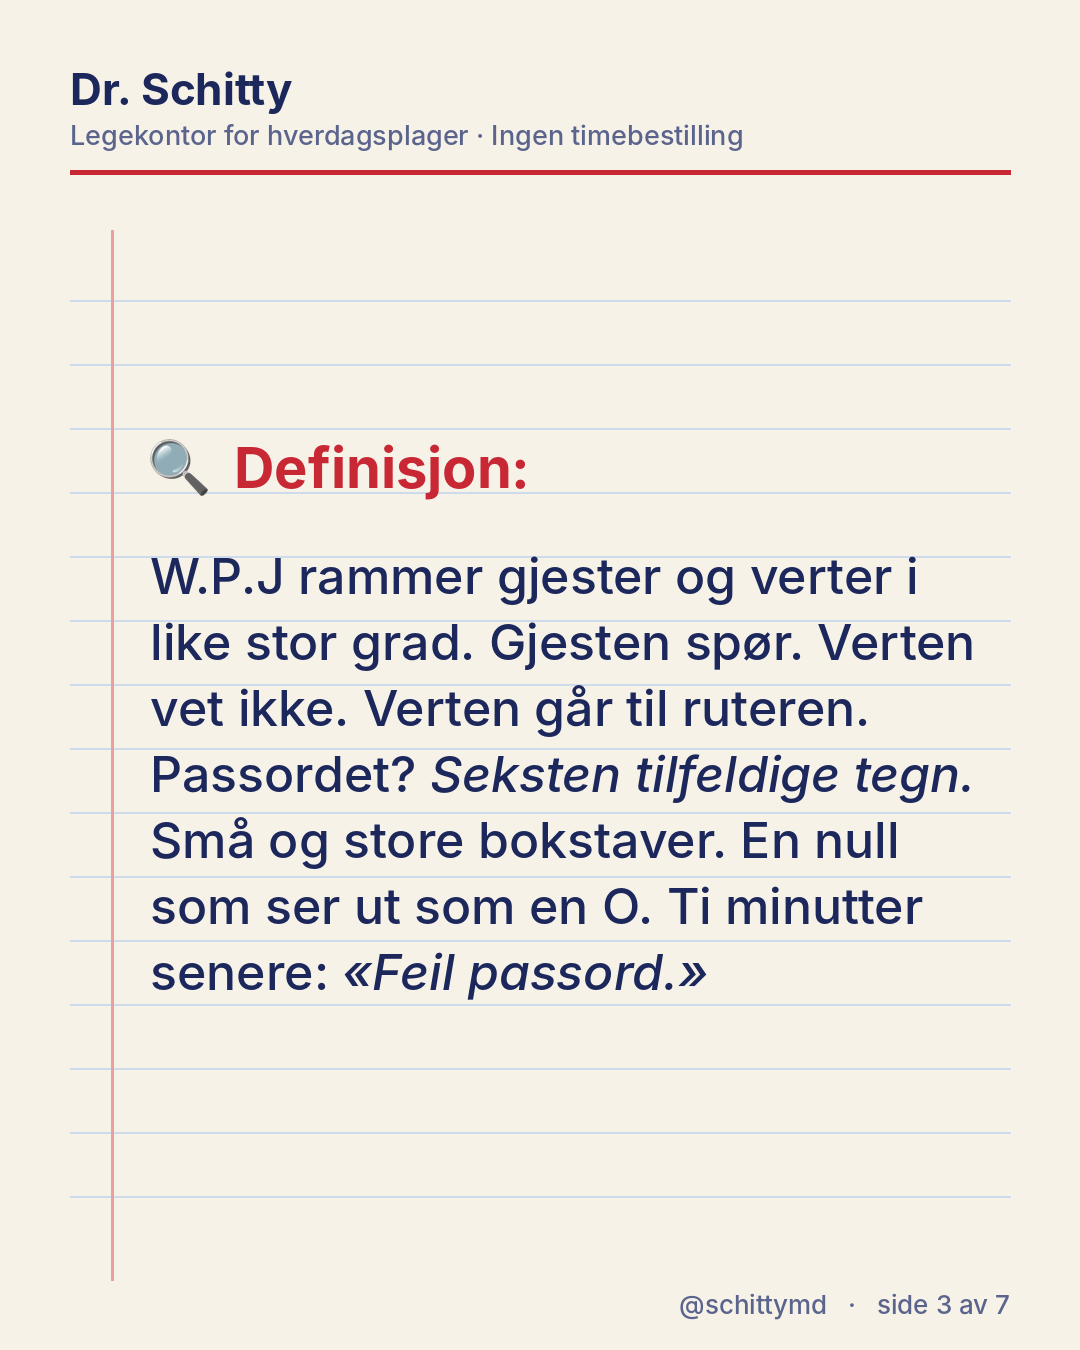 Dr. Schitty
Legekontor for hverdagsplager · Ingen timebestilling
🔍 Definisjon:
W.P.J rammer gjester og verter i
like stor grad. Gjesten spør. Verten
vet ikke. Verten går til ruteren.
Passordet? Seksten tilfeldige tegn.
Små og store bokstaver. En null
som ser ut som en O. Ti minutter
senere: «Feil passord.»
@schittymd · side 3 av 7